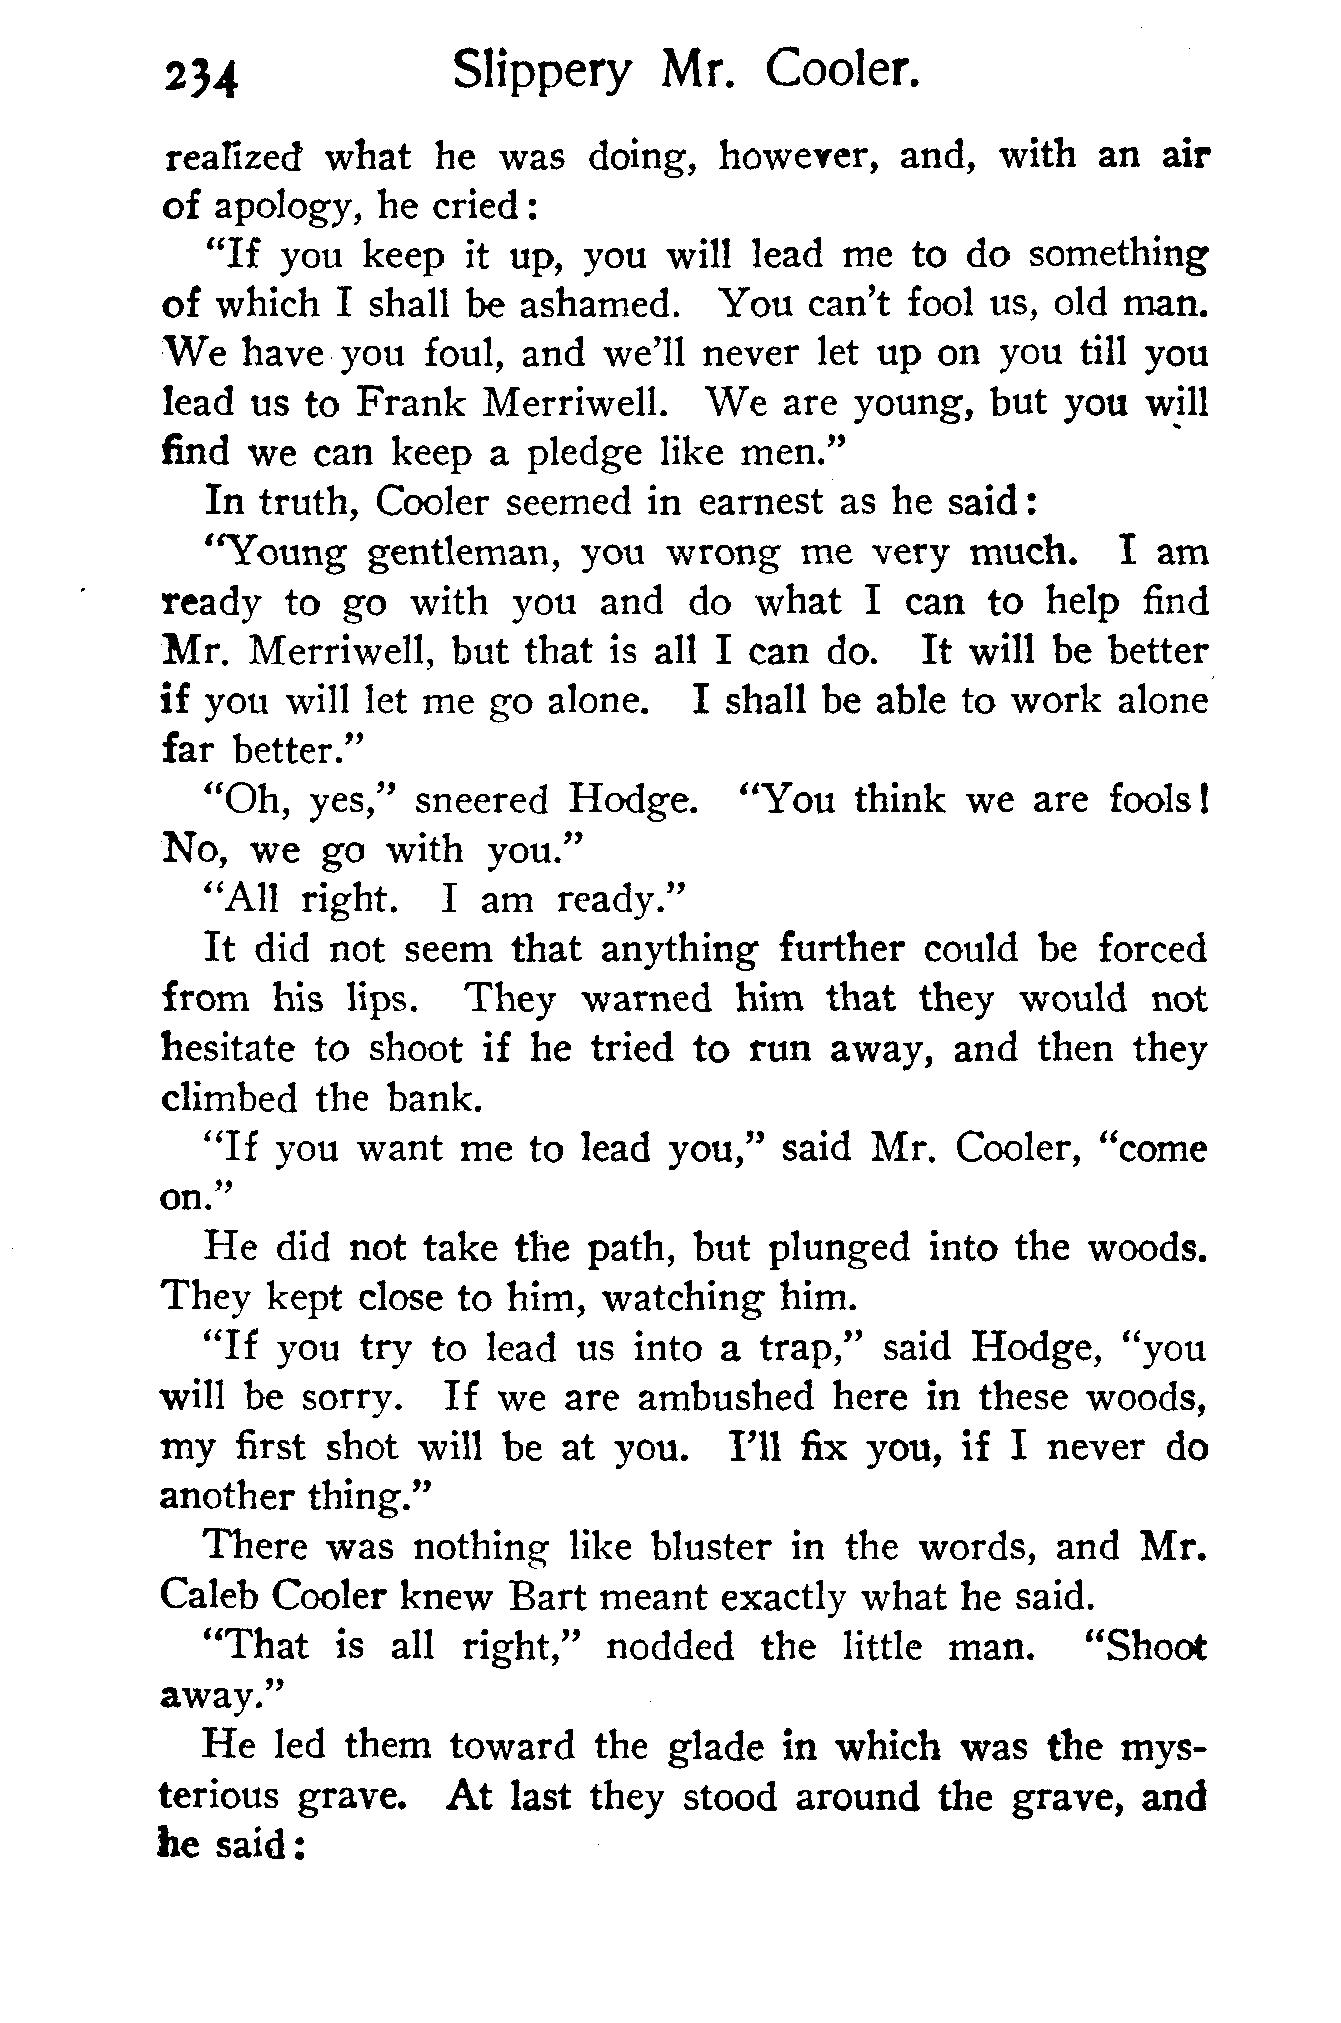 234 Slippery Mr. Cooler.
realized what he was doing, however, and, with an air
of apology, he cried:
"If you keep it up, you will lead me to do something
of which I shall be ashamed. You can't fool us, old man.
We have you foul, and we'll never let up on you till you
lead us to Frank Merriwell. We are young, but you will
find we can keep a pledge like men."
In truth, Cooler seemed in earnest as he said:
"Young gentleman, you wrong me very much. I am
ready to go with you and do what I can to help find
Mr. Merriwell, but that is all I can do. It will be better
if you will let me go alone. I shall be able to work alone
far better."
"Oh, yes," sneered Hodge. "You think we are fools!
No, we go with you."
"All right. I am ready."
It did not seem that anything further could be forced
from his lips. They warned him that they would not
hesitate to shoot if he tried to run away, and then they
climbed the bank.
"If you want me to lead you," said Mr. Cooler, "come
on."
He did not take the path, but plunged into the woods.
They kept close to him, watching him.
"If you try to lead us into a trap," said Hodge, "you
will be sorry. If we are ambushed here in these woods,
my first shot will be at you. I'll fix you, if I never do
another thing."
There was nothing like bluster in the words, and Mr.
Caleb Cooler knew Bart meant exactly what he said.
"That is all right," nodded the little man. "Shoot
away."
He led them toward the glade in which was the mys-
terious grave. At last they stood around the grave, and
he said: